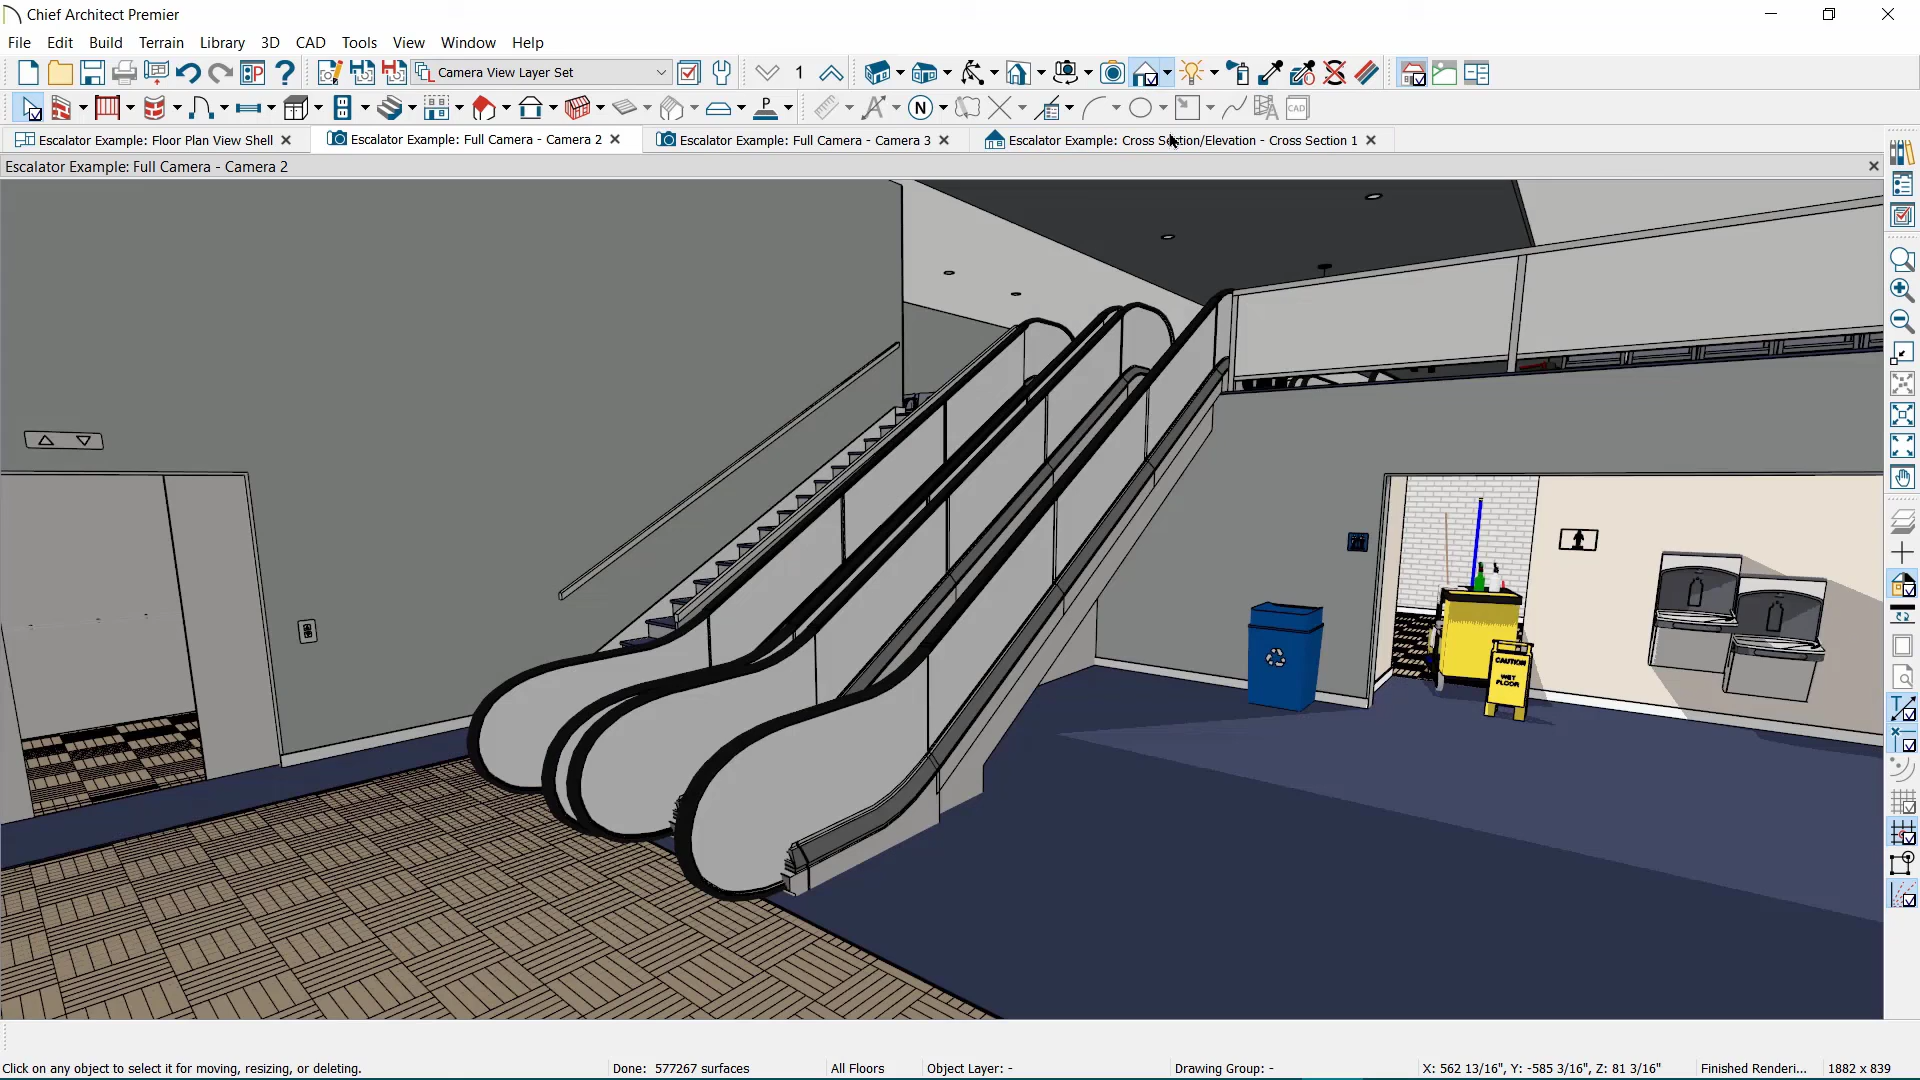 Chief Architect Premier
File Edit Build Terrain Library 3D CAD Tools View Window Help
Camera View Layer Set 1
P N CAD
Escalator Example: Floor Plan View Shell Escalator Example: Full Camera - Camera 2 Escalator Example: Full Camera - Camera 3 Escalator Example: Cross Section/Elevation - Cross Section 1
Escalator Example: Full Camera - Camera 2
CAUTION
WET
FLOOR
Click on any object to select it for moving, resizing, or deleting. Done: 577267 surfaces All Floors Object Layer: - Drawing Group: - X: 562 13/16", Y: -585 3/16", Z: 81 3/16" Finished Renderi... 1882 x 839